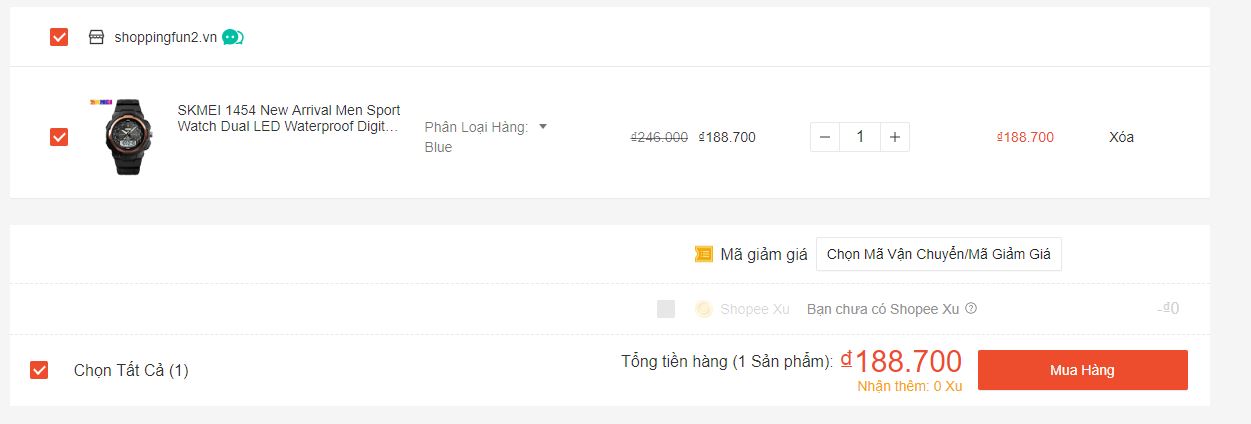 shoppingfun2.vn
SKMEI 1454 New Arrival Men Sport
Watch Dual LED Waterproof Digit...
Phân Loại Hàng:
Blue
₫246.000 ₫188.700
1
₫188.700
Xóa
Mã giảm giá Chọn Mã Vận Chuyển/Mã Giảm Giá
Shopee Xu Bạn chưa có Shopee Xu -₫0
Chọn Tất Cả (1)
Tổng tiền hàng (1 Sản phẩm): ₫188.700
Nhận thêm: 0 Xu
Mua Hàng